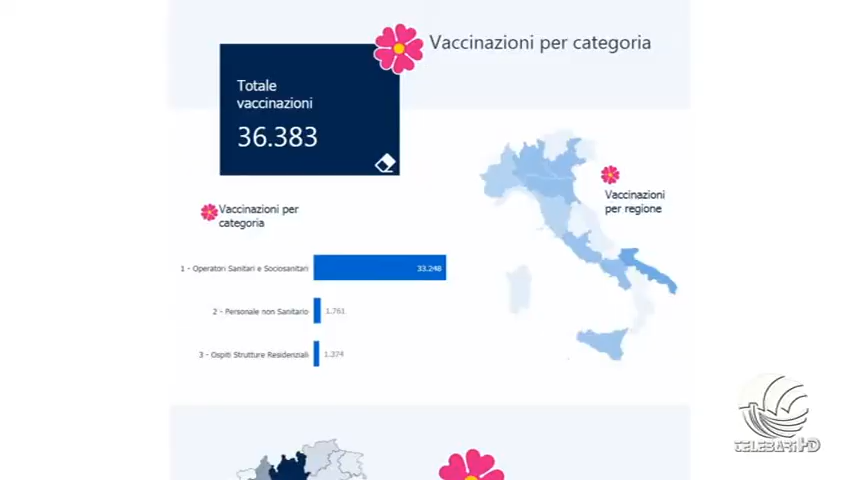 Vaccinazioni per categoria
Totale
vaccinazioni
36.383
Vaccinazioni
per regione
Vaccinazioni per
categoria
1 - Operatori Sanitari e Sociosanitari
33.248
2 - Personale non Sanitario
1.761
3 - Ospiti Strutture Residenziali
1.374
TELEBARI HD